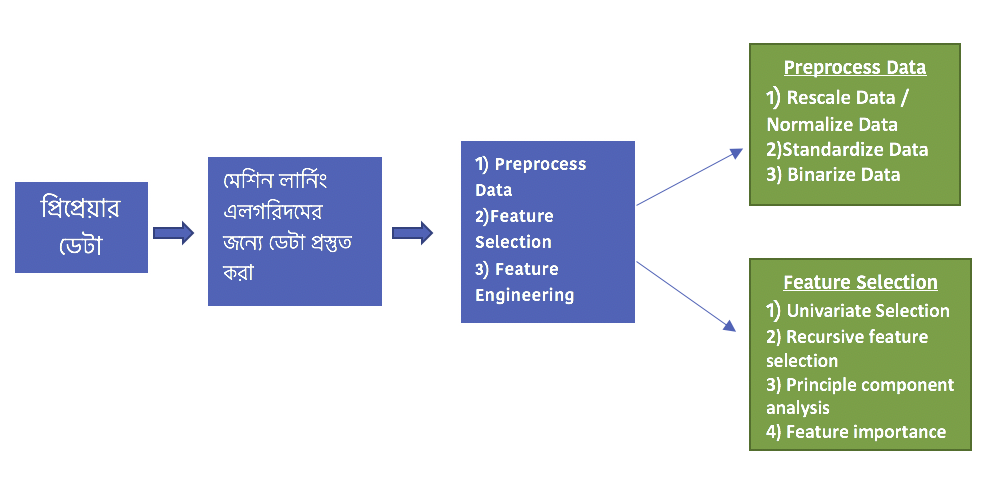 প্রিপ্রেয়ার
ডেটা
মেশিন লার্নিং
এলগরিদমের
জন্যে ডেটা প্রস্তুত
করা
1) Preprocess
Data
2)Feature
Selection
3) Feature
Engineering
Preprocess Data
1) Rescale Data /
Normalize Data
2)Standardize Data
3) Binarize Data
Feature Selection
1) Univariate Selection
2) Recursive feature
selection
3) Principle component
analysis
4) Feature importance